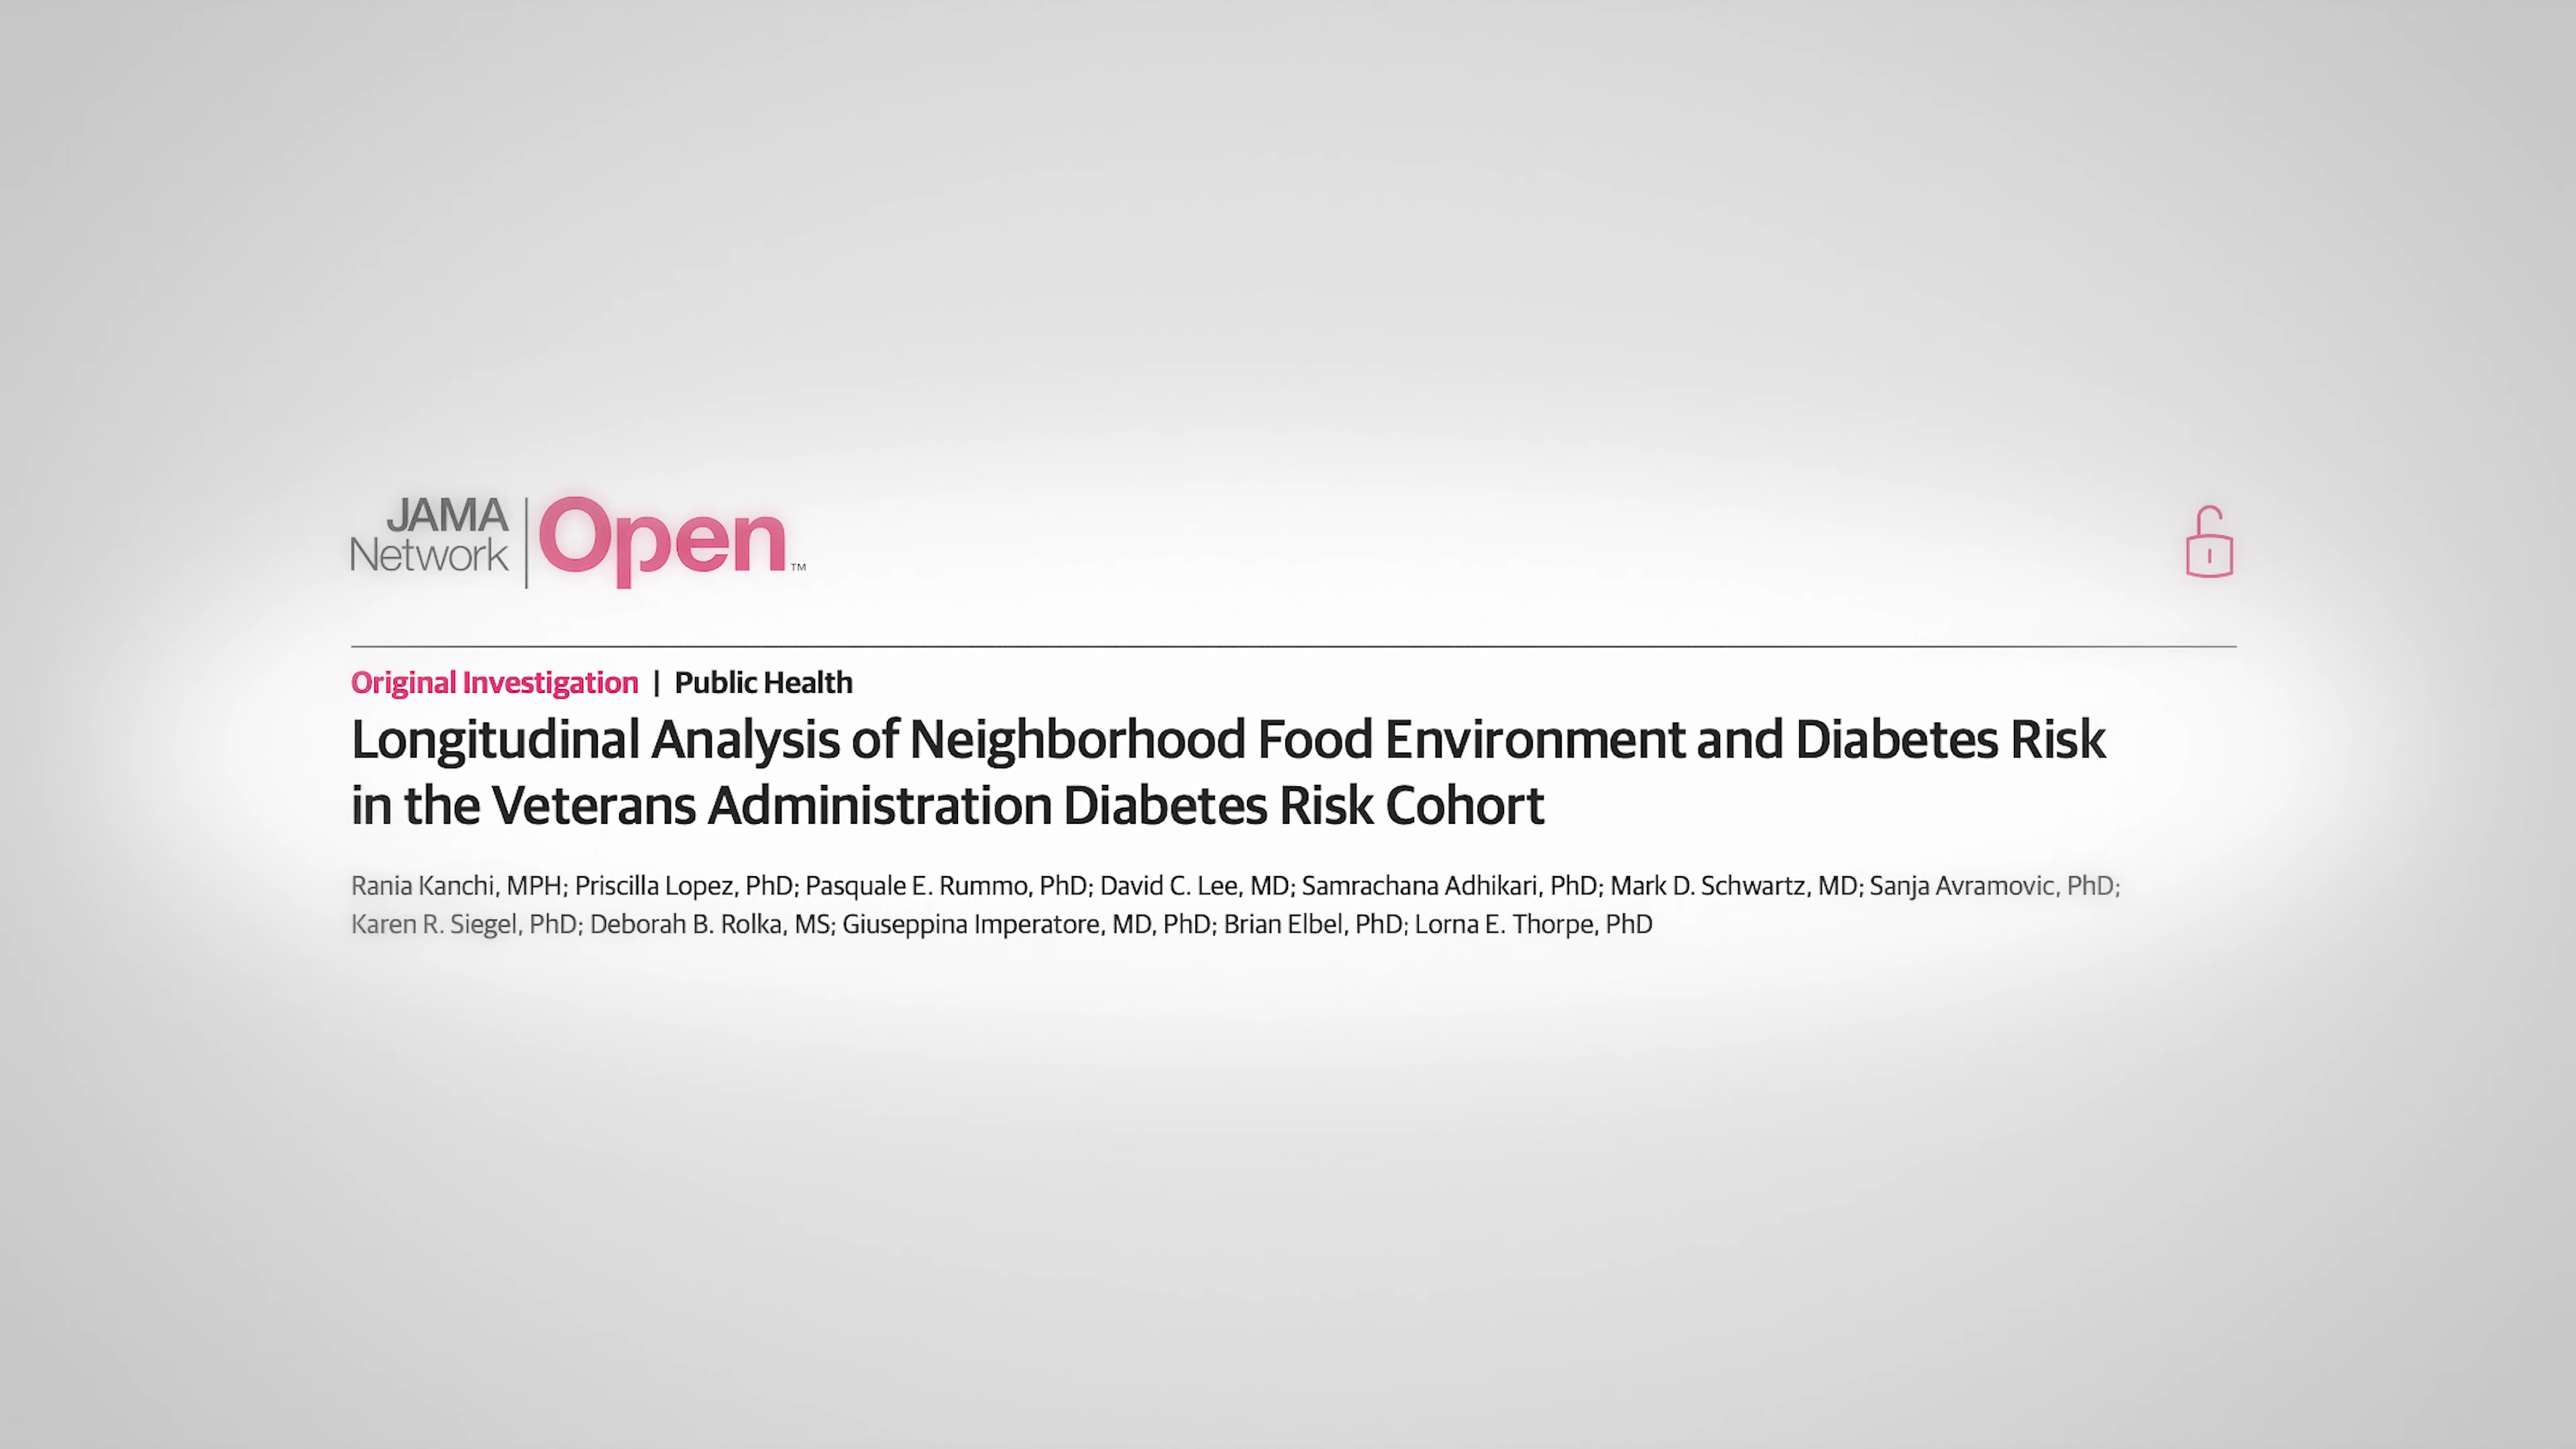 JAMA
Network
Open™
Original Investigation | Public Health
Longitudinal Analysis of Neighborhood Food Environment and Diabetes Risk
in the Veterans Administration Diabetes Risk Cohort
Rania Kanchi, MPH; Priscilla Lopez, PhD; Pasquale E. Rummo, PhD; David C. Lee, MD; Samrachana Adhikari, PhD; Mark D. Schwartz, MD; Sanja Avramovic, PhD;
Karen R. Siegel, PhD; Deborah B. Rolka, MS; Giuseppina Imperatore, MD, PhD; Brian Elbel, PhD; Lorna E. Thorpe, PhD